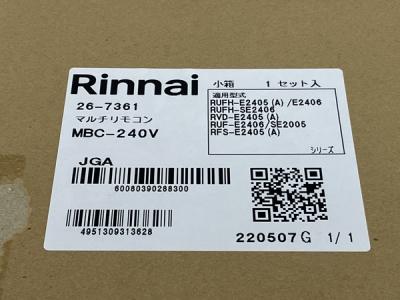 Rinnai
小箱 1 セット入
26-7361
マルチリモコン
MBC-240V
適用型式
RUFH-E2405(A)/E2406
RUFH-SE2406
RVD-E2405(A)
RUF-E2406/SE2005
RFS-E2405(A)
シリーズ
JGA
60080390288300
4951309313628
220507G 1/1